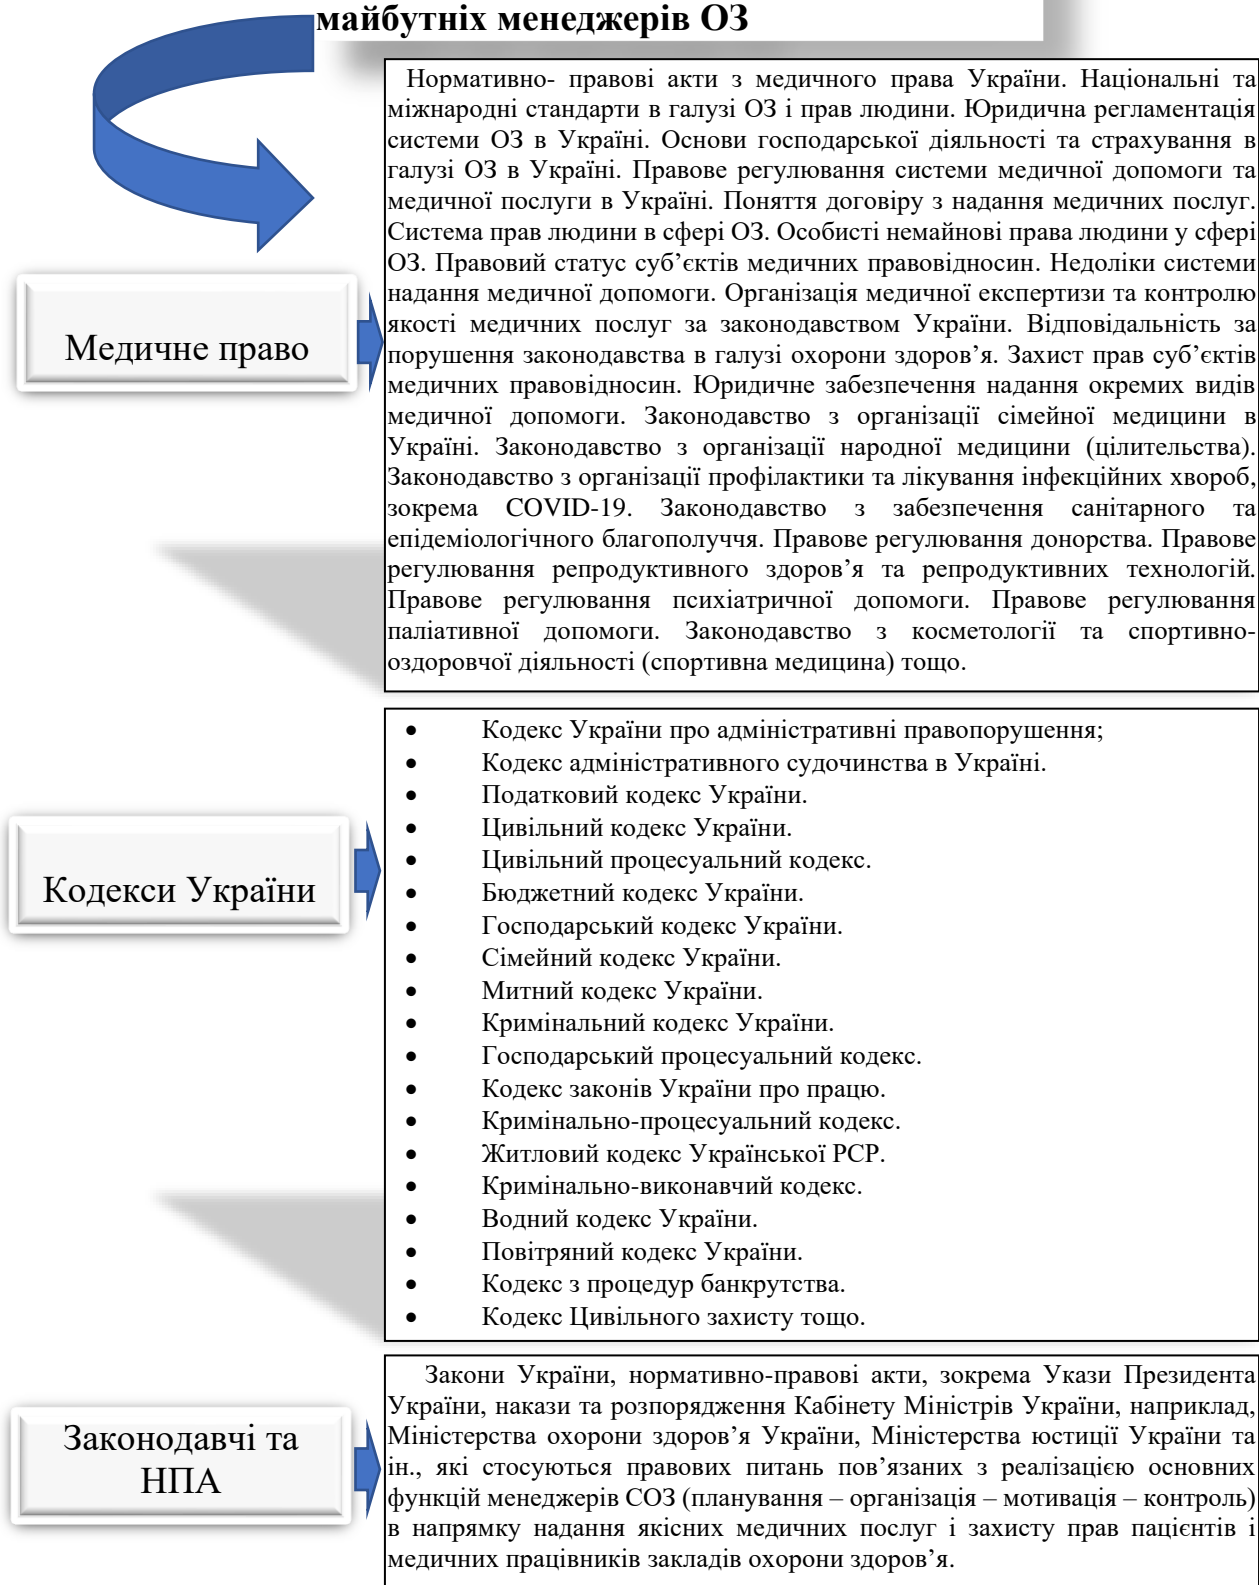 майбутніх менеджерів ОЗ
Нормативно- правові акти з медичного права України. Національні та
міжнародні стандарти в галузі ОЗ і прав людини. Юридична регламентація
системи ОЗ в Україні. Основи господарської діяльності та страхування в
галузі ОЗ в Україні. Правове регулювання системи медичної допомоги та
медичної послуги в Україні. Поняття договіру з надання медичних послуг.
Система прав людини в сфері ОЗ. Особисті немайнові права людини у сфері
ОЗ. Правовий статус суб’єктів медичних правовідносин. Недоліки системи
надання медичної допомоги. Організація медичної експертизи та контролю
якості медичних послуг за законодавством України. Відповідальність за
порушення законодавства в галузі охорони здоров’я. Захист прав суб’єктів
медичних правовідносин. Юридичне забезпечення надання окремих видів
медичної допомоги. Законодавство з організації сімейної медицини в
Україні. Законодавство з організації народної медицини (цілительства).
Законодавство з організації профілактики та лікування інфекційних хвороб,
зокрема COVID-19. Законодавство з забезпечення санітарного та
епідеміологічного благополуччя. Правове регулювання донорства. Правове
регулювання репродуктивного здоров’я та репродуктивних технологій.
Правове регулювання психіатричної допомоги. Правове регулювання
паліативної допомоги. Законодавство з косметології та спортивно-
оздоровчої діяльності (спортивна медицина) тощо.
Медичне право
• Кодекс України про адміністративні правопорушення;
• Кодекс адміністративного судочинства в Україні.
• Податковий кодекс України.
• Цивільний кодекс України.
• Цивільний процесуальний кодекс.
• Бюджетний кодекс України.
• Господарський кодекс України.
• Сімейний кодекс України.
• Митний кодекс України.
• Кримінальний кодекс України.
• Господарський процесуальний кодекс.
• Кодекс законів України про працю.
• Кримінально-процесуальний кодекс.
• Житловий кодекс Української РСР.
• Кримінально-виконавчий кодекс.
• Водний кодекс України.
• Повітряний кодекс України.
• Кодекс з процедур банкрутства.
• Кодекс Цивільного захисту тощо.
Кодекси України
Закони України, нормативно-правові акти, зокрема Укази Президента
України, накази та розпорядження Кабінету Міністрів України, наприклад,
Міністерства охорони здоров’я України, Міністерства юстиції України та
ін., які стосуються правових питань пов’язаних з реалізацією основних
функцій менеджерів СОЗ (планування – організація – мотивація – контроль)
в напрямку надання якісних медичних послуг і захисту прав пацієнтів і
медичних працівників закладів охорони здоров’я.
Законодавчі та
НПА